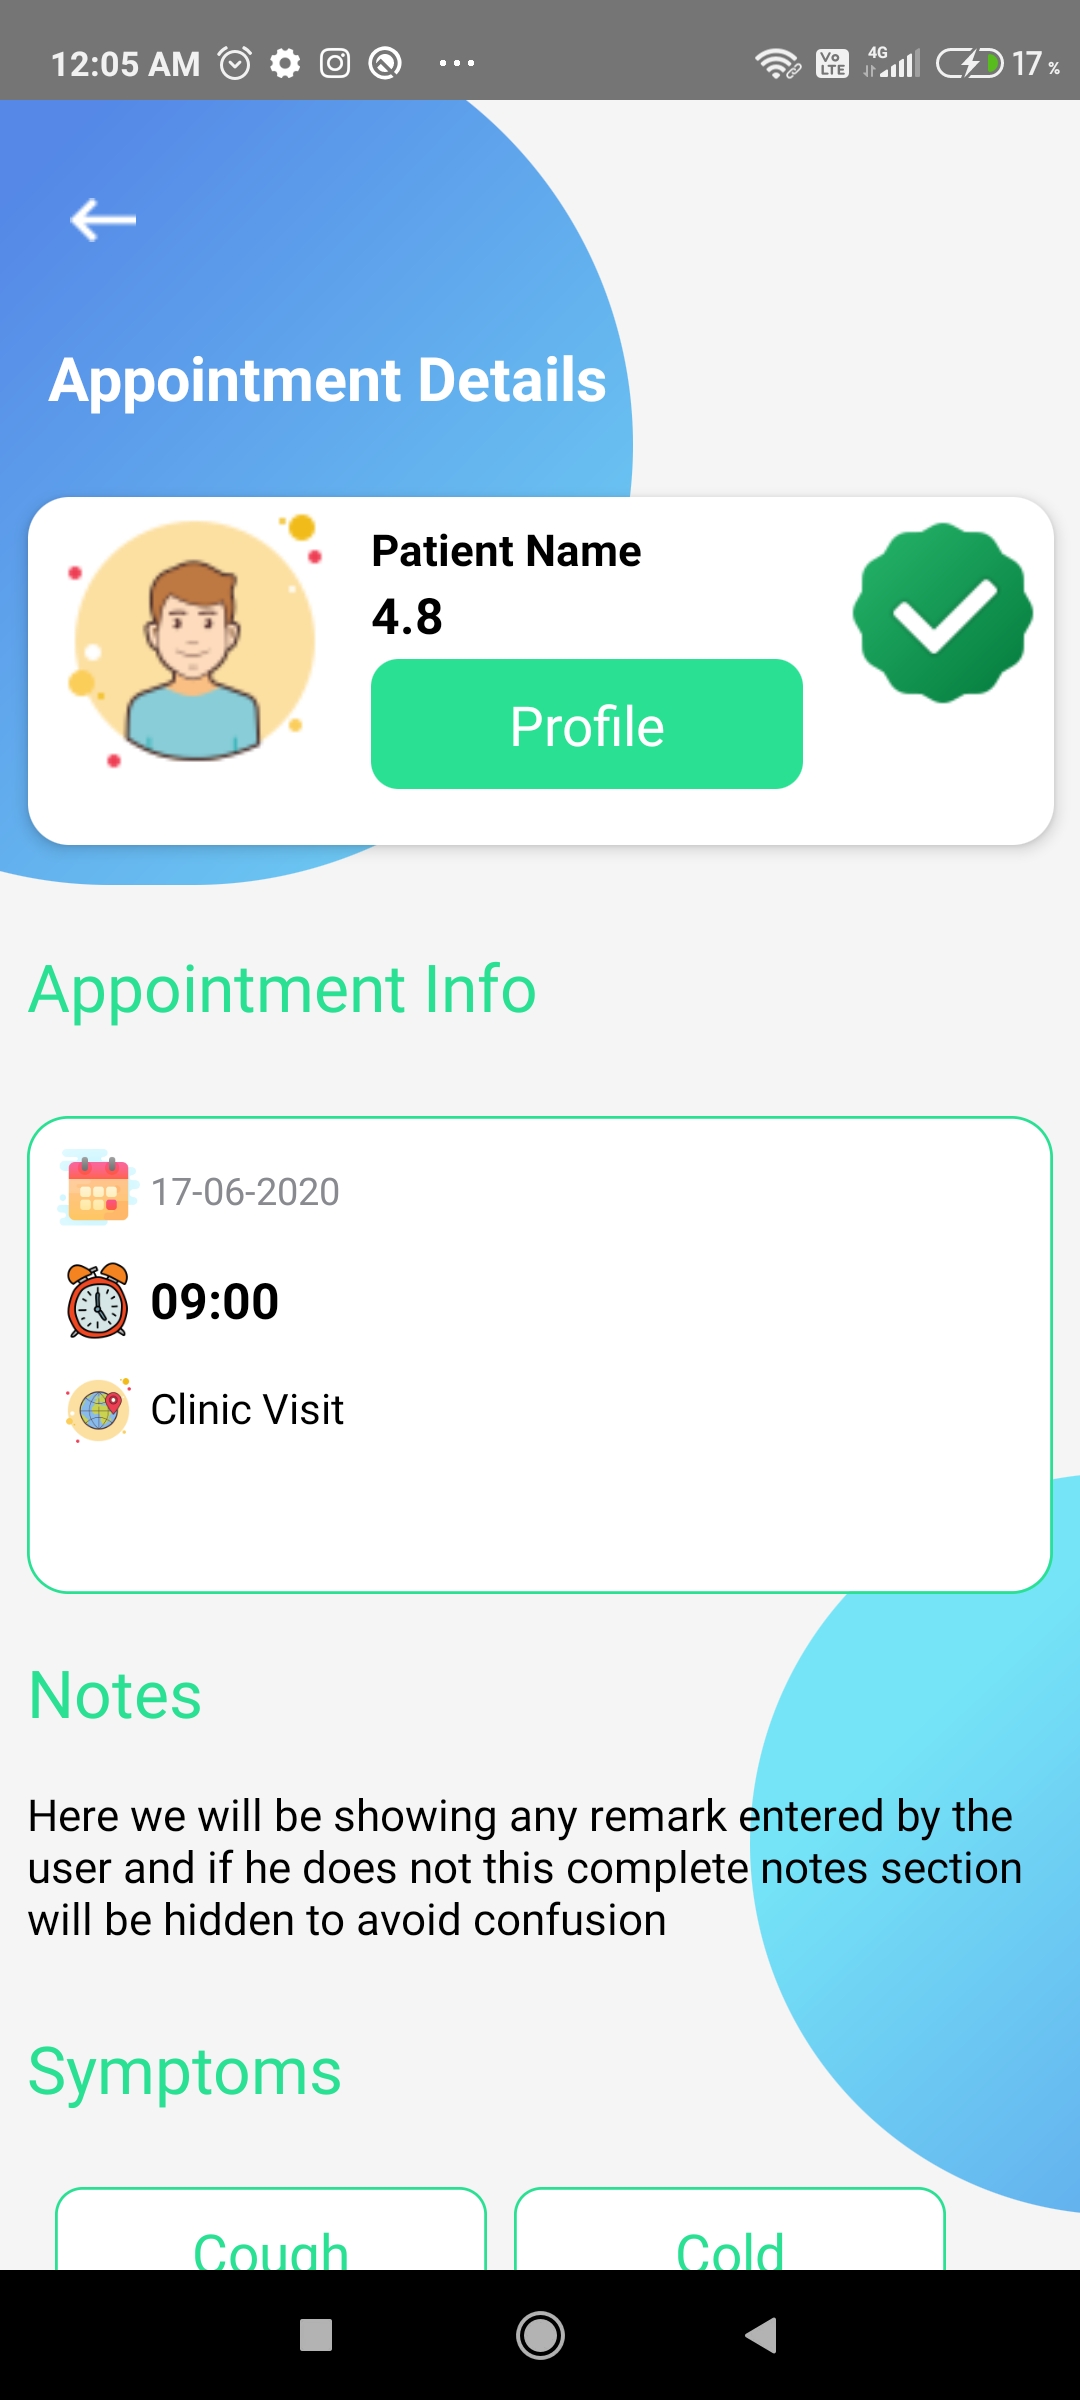 12:05 AM
Vo LTE 4G 17 %
Appointment Details
Patient Name
4.8
Profile
Appointment Info
17-06-2020
09:00
Clinic Visit
Notes
Here we will be showing any remark entered by the
user and if he does not this complete notes section
will be hidden to avoid confusion
Symptoms
Cough Cold